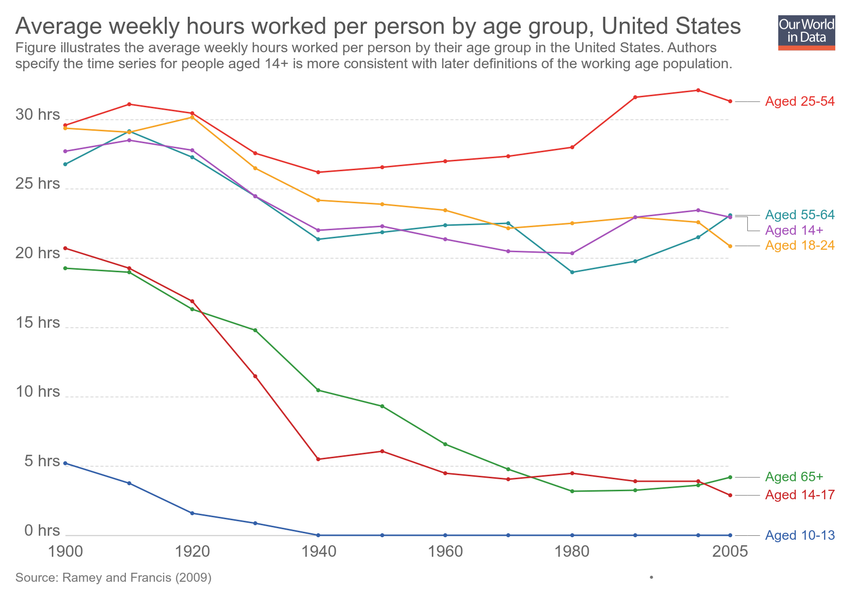 Average weekly hours worked per person by age group, United States
Our World
in Data
Figure illustrates the average weekly hours worked per person by their age group in the United States. Authors
specify the time series for people aged 14+ is more consistent with later definitions of the working age population.
30 hrs
25 hrs
20 hrs
15 hrs
10 hrs
5 hrs
0 hrs
Aged 25-54
Aged 55-64
Aged 14+
Aged 18-24
Aged 65+
Aged 14-17
Aged 10-13
1900
1920
1940
1960
1980
2005
Source: Ramey and Francis (2009)